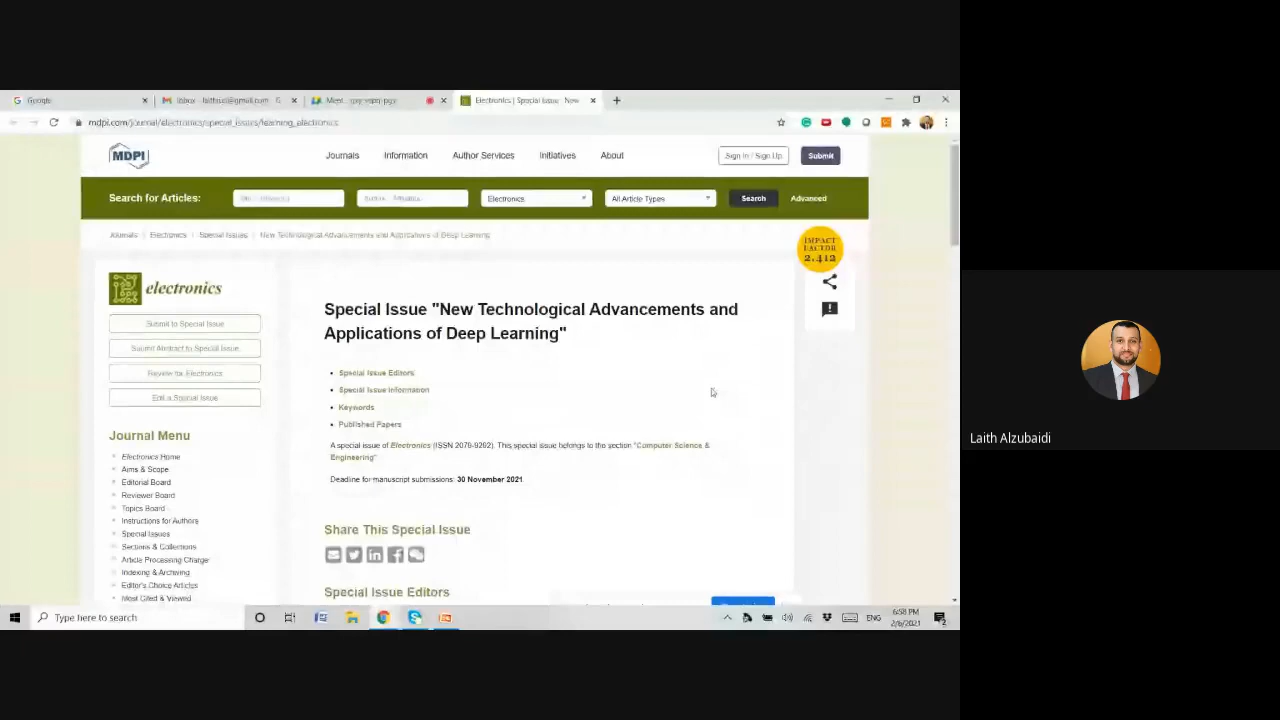 Google
Inbox
Electronics | Special Issue : New
mdpi.com/journal/electronics/special_issues/learning_electronics
MDPI
Journals
Information
Author Services
Initiatives
About
Sign In / Sign Up
Submit
Search for Articles:
Electronics
All Article Types
Search
Advanced
Journals
Electronics
Special Issues
New Technological Advancements and Applications of Deep Learning
IMPACT
FACTOR
2.412
electronics
Submit to Special Issue
Submit Abstract to Special Issue
Review for Electronics
Edit a Special Issue
Journal Menu
Electronics Home
Aims & Scope
Editorial Board
Reviewer Board
Topics Board
Instructions for Authors
Special Issues
Sections & Collections
Article Processing Charge
Indexing & Archiving
Editor's Choice Articles
Most Cited & Viewed
Special Issue "New Technological Advancements and
Applications of Deep Learning"
Special Issue Editors
Special Issue Information
Keywords
Published Papers
A special issue of Electronics (ISSN 2079-9292). This special issue belongs to the section "Computer Science &
Engineering"
Deadline for manuscript submissions: 30 November 2021
Share This Special Issue
Special Issue Editors
Laith Alzubaidi
Type here to search
ENG
6:58 PM
2/6/2021